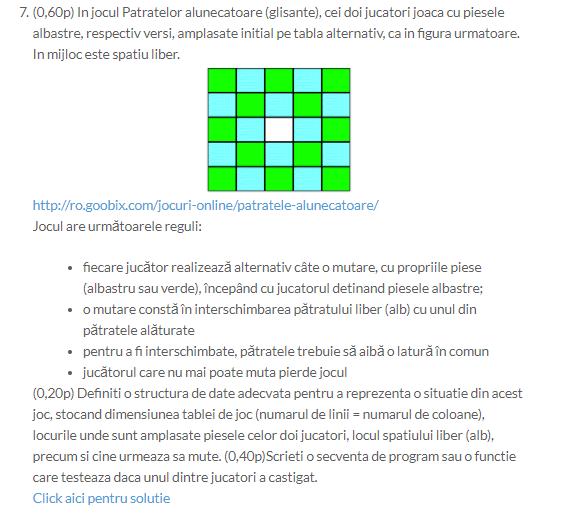 7. (0,60p) In jocul Patratelor alunecatoare (glisante), cei doi jucatori joaca cu piesele
albastre, respectiv versi, amplasate initial pe tabla alternativ, ca in figura urmatoare.
In mijloc este spatiu liber.
http://ro.goobix.com/jocuri-online/patratele-alunecatoare/
Jocul are următoarele reguli:
• fiecare jucător realizează alternativ câte o mutare, cu propriile piese
(albastru sau verde), începând cu jucatorul detinand piesele albastre;
• o mutare constă în interschimbarea pătratului liber (alb) cu unul din
pătratele alăturate
• pentru a fi interschimbate, pătratele trebuie să aibă o latură în comun
• jucătorul care nu mai poate muta pierde jocul
(0,20p) Definiti o structura de date adecvata pentru a reprezenta o situatie din acest
joc, stocand dimensiunea tablei de joc (numarul de linii = numarul de coloane),
locurile unde sunt amplasate piesele celor doi jucatori, locul spatiului liber (alb),
precum si cine urmeaza sa mute. (0,40p)Scrieti o secventa de program sau o functie
care testeaza daca unul dintre jucatori a castigat.
Click aici pentru solutie